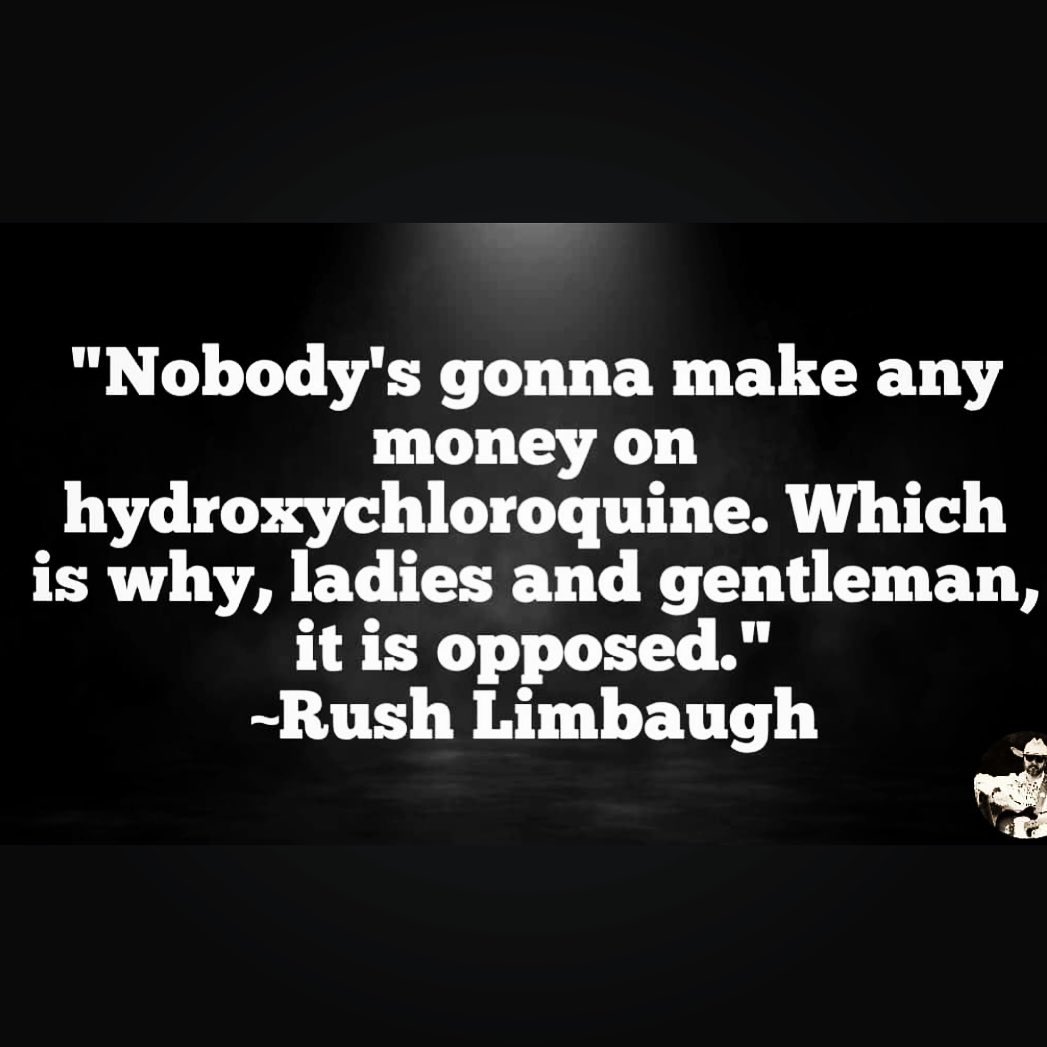 "Nobody's gonna make any
money on
hydroxychloroquine. Which
is why, ladies and gentleman,
it is opposed."
~Rush Limbaugh